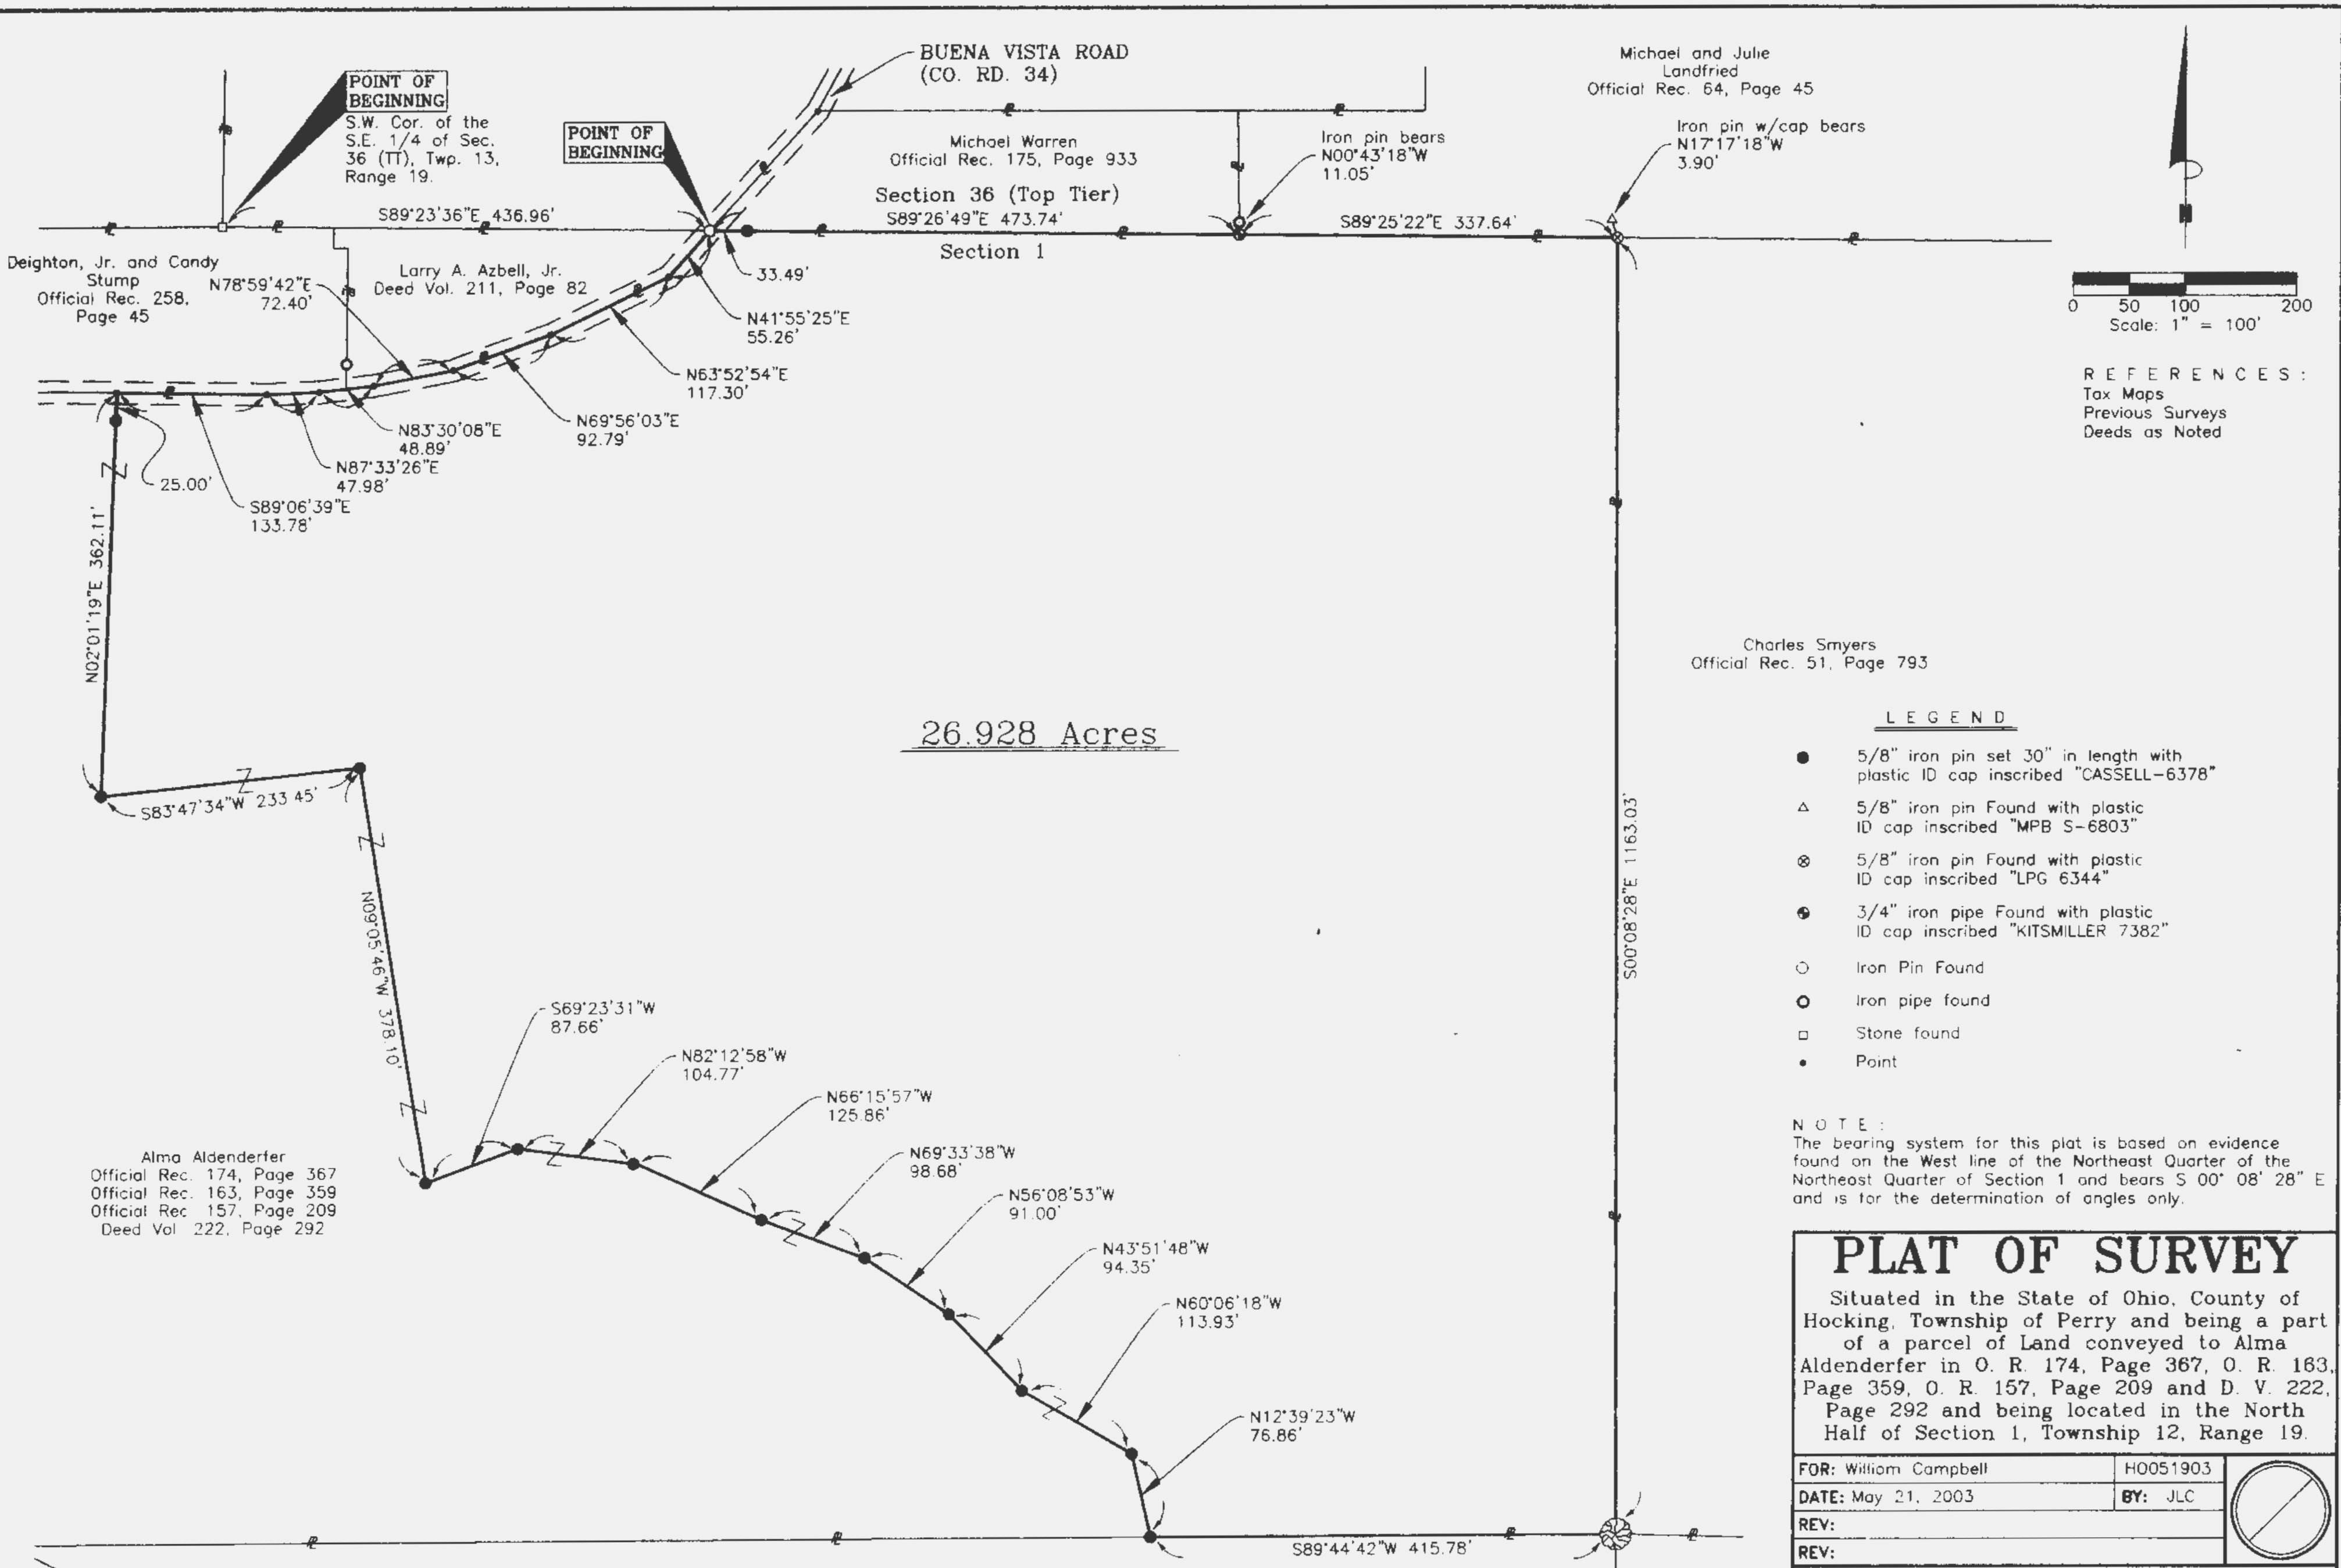 BUENA VISTA ROAD
(CO. RD. 34)
POINT OF
BEGINNING
S.W. Cor. of the
S.E. 1/4 of Sec.
36 (TT), Twp. 13,
Range 19.
POINT OF
BEGINNING
Michael Warren
Official Rec. 175, Page 933
Section 36 (Top Tier)
S89°26'49"E 473.74'
Section 1
Iron pin bears
N00°43'18"W
11.05'
Michael and Julie
Landfried
Official Rec. 64, Page 45
Iron pin w/cap bears
N17°17'18"W
3.90'
S89°23'36"E 436.96'
S89°25'22"E 337.64'
N
0 50 100 200
Scale: 1" = 100'
REFERENCES:
Tax Maps
Previous Surveys
Deeds as Noted
Deighton, Jr. and Candy
Stump
Official Rec. 258,
Page 45
N78°59'42"E
72.40'
Larry A. Azbell, Jr.
Deed Vol. 211, Page 82
33.49'
N41°55'25"E
55.26'
N63°52'54"E
117.30'
N69°56'03"E
92.79'
N83°30'08"E
48.89'
N87°33'26"E
47.98'
25.00'
S89°06'39"E
133.78'
N02°01'19"E 362.11'
S83°47'34"W 233.45'
26.928 Acres
N09°05'46"W 378.10'
S00°08'28"E 1163.03'
S69°23'31"W
87.66'
N82°12'58"W
104.77'
N66°15'57"W
125.86'
N69°33'38"W
98.68'
N56°08'53"W
91.00'
N43°51'48"W
94.35'
N60°06'18"W
113.93'
N12°39'23"W
76.86'
S89°44'42"W 415.78'
Alma Aldenderfer
Official Rec. 174, Page 367
Official Rec. 163, Page 359
Official Rec 157, Page 209
Deed Vol 222, Page 292
Charles Smyers
Official Rec. 51, Page 793
LEGEND
5/8" iron pin set 30" in length with
plastic ID cap inscribed "CASSELL-6378"
5/8" iron pin Found with plastic
ID cap inscribed "MPB S-6803"
5/8" iron pin Found with plastic
ID cap inscribed "LPG 6344"
3/4" iron pipe Found with plastic
ID cap inscribed "KITSMILLER 7382"
Iron Pin Found
Iron pipe found
Stone found
Point
NOTE:
The bearing system for this plat is based on evidence
found on the West line of the Northeast Quarter of the
Northeast Quarter of Section 1 and bears S 00° 08' 28" E
and is for the determination of angles only.
PLAT OF SURVEY
Situated in the State of Ohio, County of
Hocking, Township of Perry and being a part
of a parcel of Land conveyed to Alma
Aldenderfer in O. R. 174, Page 367, O. R. 163,
Page 359, O. R. 157, Page 209 and D. V. 222,
Page 292 and being located in the North
Half of Section 1, Township 12, Range 19.
FOR: William Campbell H0051903
DATE: May 21, 2003 BY: JLC
REV:
REV: